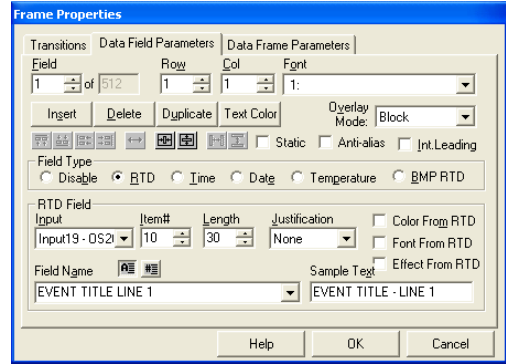 Frame Properties
Transitions Data Field Parameters Data Frame Parameters
Field Row Col Font
1 of 512 1 1 1:
Insert Delete Duplicate Text Color Overlay Mode: Block
Static Anti-alias Int.Leading
Field Type
Disable RTD Time Date Temperature BMP RTD
RTD Field
Input Item# Length Justification Color From RTD
Input19 - OS2 10 30 None Font From RTD
Field Name Sample Text Effect From RTD
EVENT TITLE LINE 1 EVENT TITLE - LINE 1
Help OK Cancel